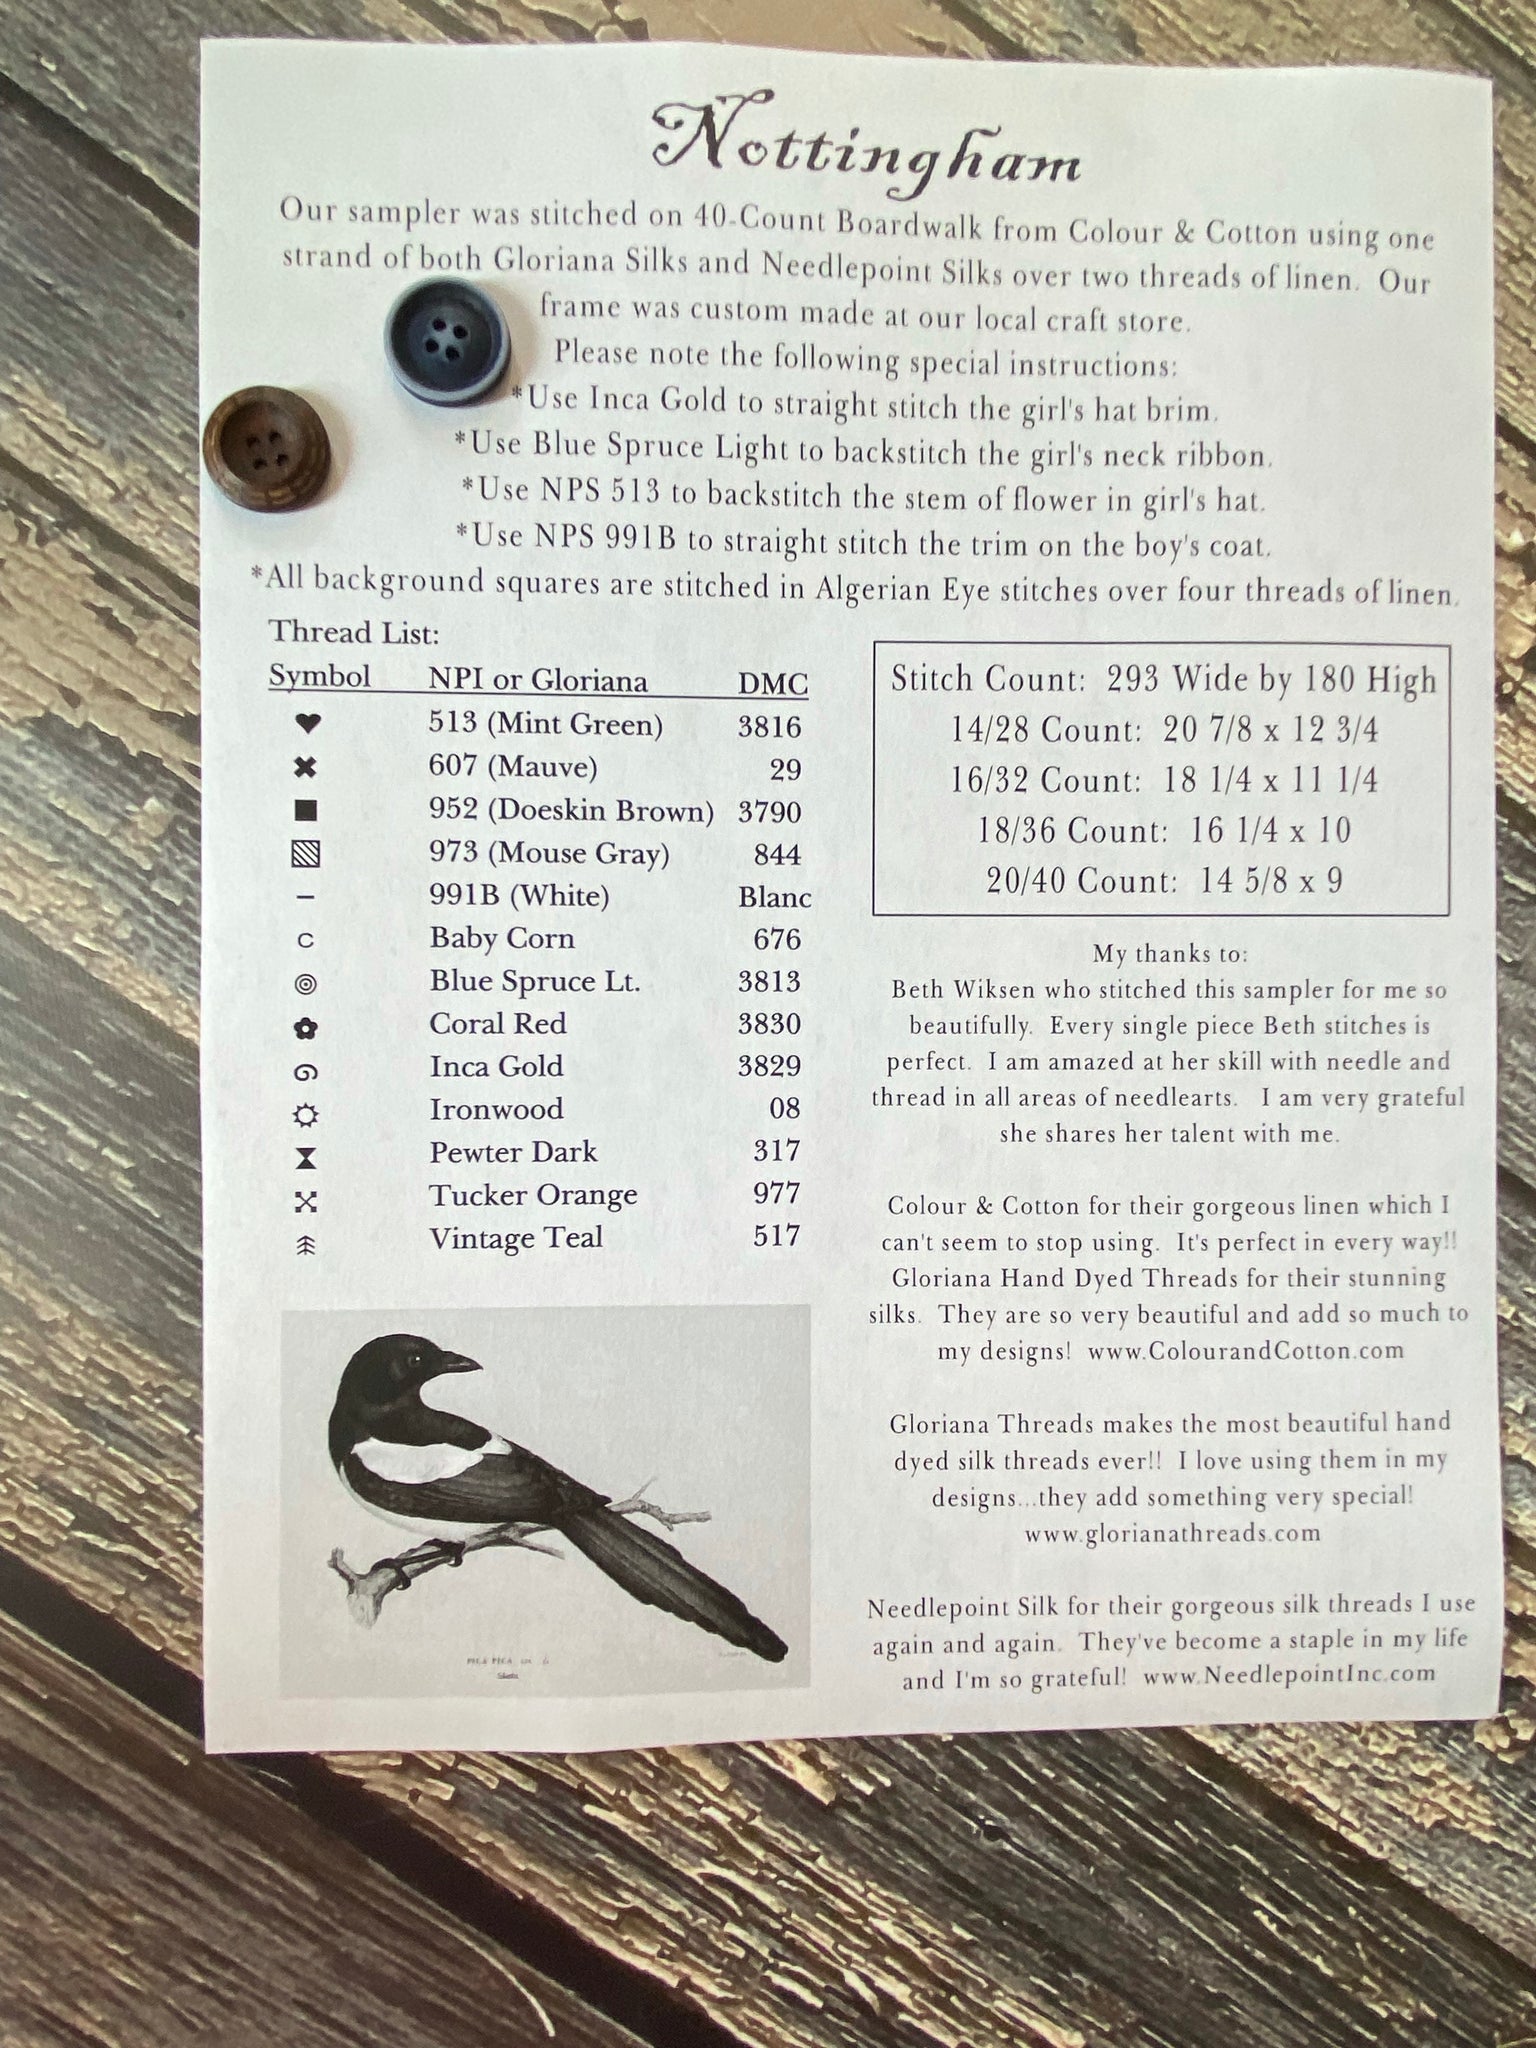 Nottingham
Our sampler was stitched on 40-Count Boardwalk from Colour & Cotton using one
strand of both Gloriana Silks and Needlepoint Silks over two threads of linen. Our
frame was custom made at our local craft store.
Please note the following special instructions:
*Use Inca Gold to straight stitch the girl's hat brim.
*Use Blue Spruce Light to backstitch the girl's neck ribbon.
*Use NPS 513 to backstitch the stem of flower in girl's hat.
*Use NPS 991B to straight stitch the trim on the boy's coat.
*All background squares are stitched in Algerian Eye stitches over four threads of linen.
Thread List:
Symbol NPI or Gloriana DMC
♥ 513 (Mint Green) 3816
✖ 607 (Mauve) 29
■ 952 (Doeskin Brown) 3790
▧ 973 (Mouse Gray) 844
– 991B (White) Blanc
c Baby Corn 676
Blue Spruce Lt. 3813
Coral Red 3830
Inca Gold 3829
Ironwood 08
Pewter Dark 317
Tucker Orange 977
Vintage Teal 517
Stitch Count: 293 Wide by 180 High
14/28 Count: 20 7/8 x 12 3/4
16/32 Count: 18 1/4 x 11 1/4
18/36 Count: 16 1/4 x 10
20/40 Count: 14 5/8 x 9
My thanks to:
Beth Wiksen who stitched this sampler for me so
beautifully. Every single piece Beth stitches is
perfect. I am amazed at her skill with needle and
thread in all areas of needlearts. I am very grateful
she shares her talent with me.
Colour & Cotton for their gorgeous linen which I
can't seem to stop using. It's perfect in every way!!
Gloriana Hand Dyed Threads for their stunning
silks. They are so very beautiful and add so much to
my designs! www.ColourandCotton.com
Gloriana Threads makes the most beautiful hand
dyed silk threads ever!! I love using them in my
designs...they add something very special!
www.glorianathreads.com
Needlepoint Silk for their gorgeous silk threads I use
again and again. They've become a staple in my life
and I'm so grateful! www.NeedlepointInc.com